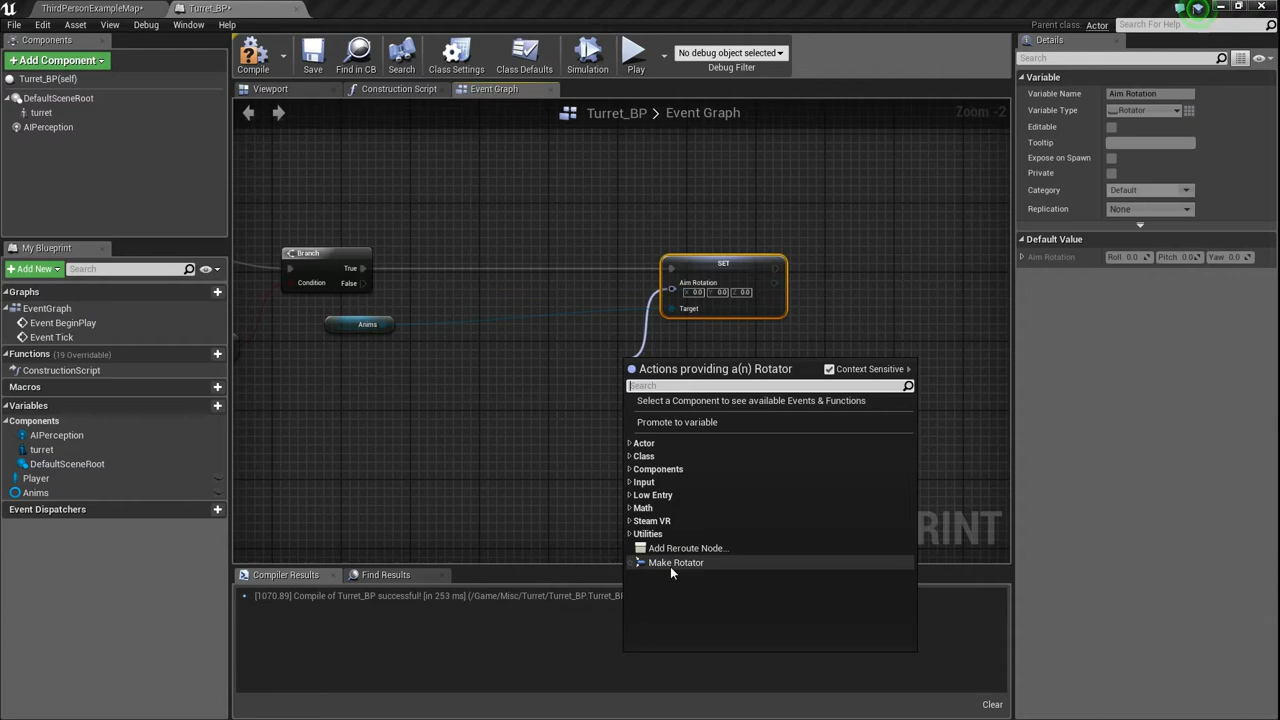 ThirdPersonExampleMap*
Turret_BP*
File Edit Asset View Debug Window Help
Parent class: Actor
Search For Help
Components
Add Component
Turret_BP(self)
DefaultSceneRoot
turret
AIPerception
Compile
Save
Find in CB
Search
Class Settings
Class Defaults
Simulation
Play
No debug object selected
Debug Filter
Viewport
Construction Script
Event Graph
Turret_BP > Event Graph
Zoom -2
My Blueprint
Add New
Search
Graphs
EventGraph
Event BeginPlay
Event Tick
Functions (19 Overridable)
ConstructionScript
Macros
Variables
Components
AIPerception
turret
DefaultSceneRoot
Player
Anims
Event Dispatchers
Branch
True
Condition False
Anims
SET
Aim Rotation
X 0.0 Y 0.0 Z 0.0
Target
Actions providing a(n) Rotator
Context Sensitive
Search
Select a Component to see available Events & Functions
Promote to variable
Actor
Class
Components
Input
Low Entry
Math
Steam VR
Utilities
Add Reroute Node...
Make Rotator
Compiler Results
Find Results
[1070.89] Compile of Turret_BP successful! [in 253 ms] (/Game/Misc/Turret/Turret_BP.Turret_BP
Clear
Details
Search
Variable
Variable Name Aim Rotation
Variable Type Rotator
Editable
Tooltip
Expose on Spawn
Private
Category Default
Replication None
Default Value
Aim Rotation Roll 0.0 Pitch 0.0 Yaw 0.0